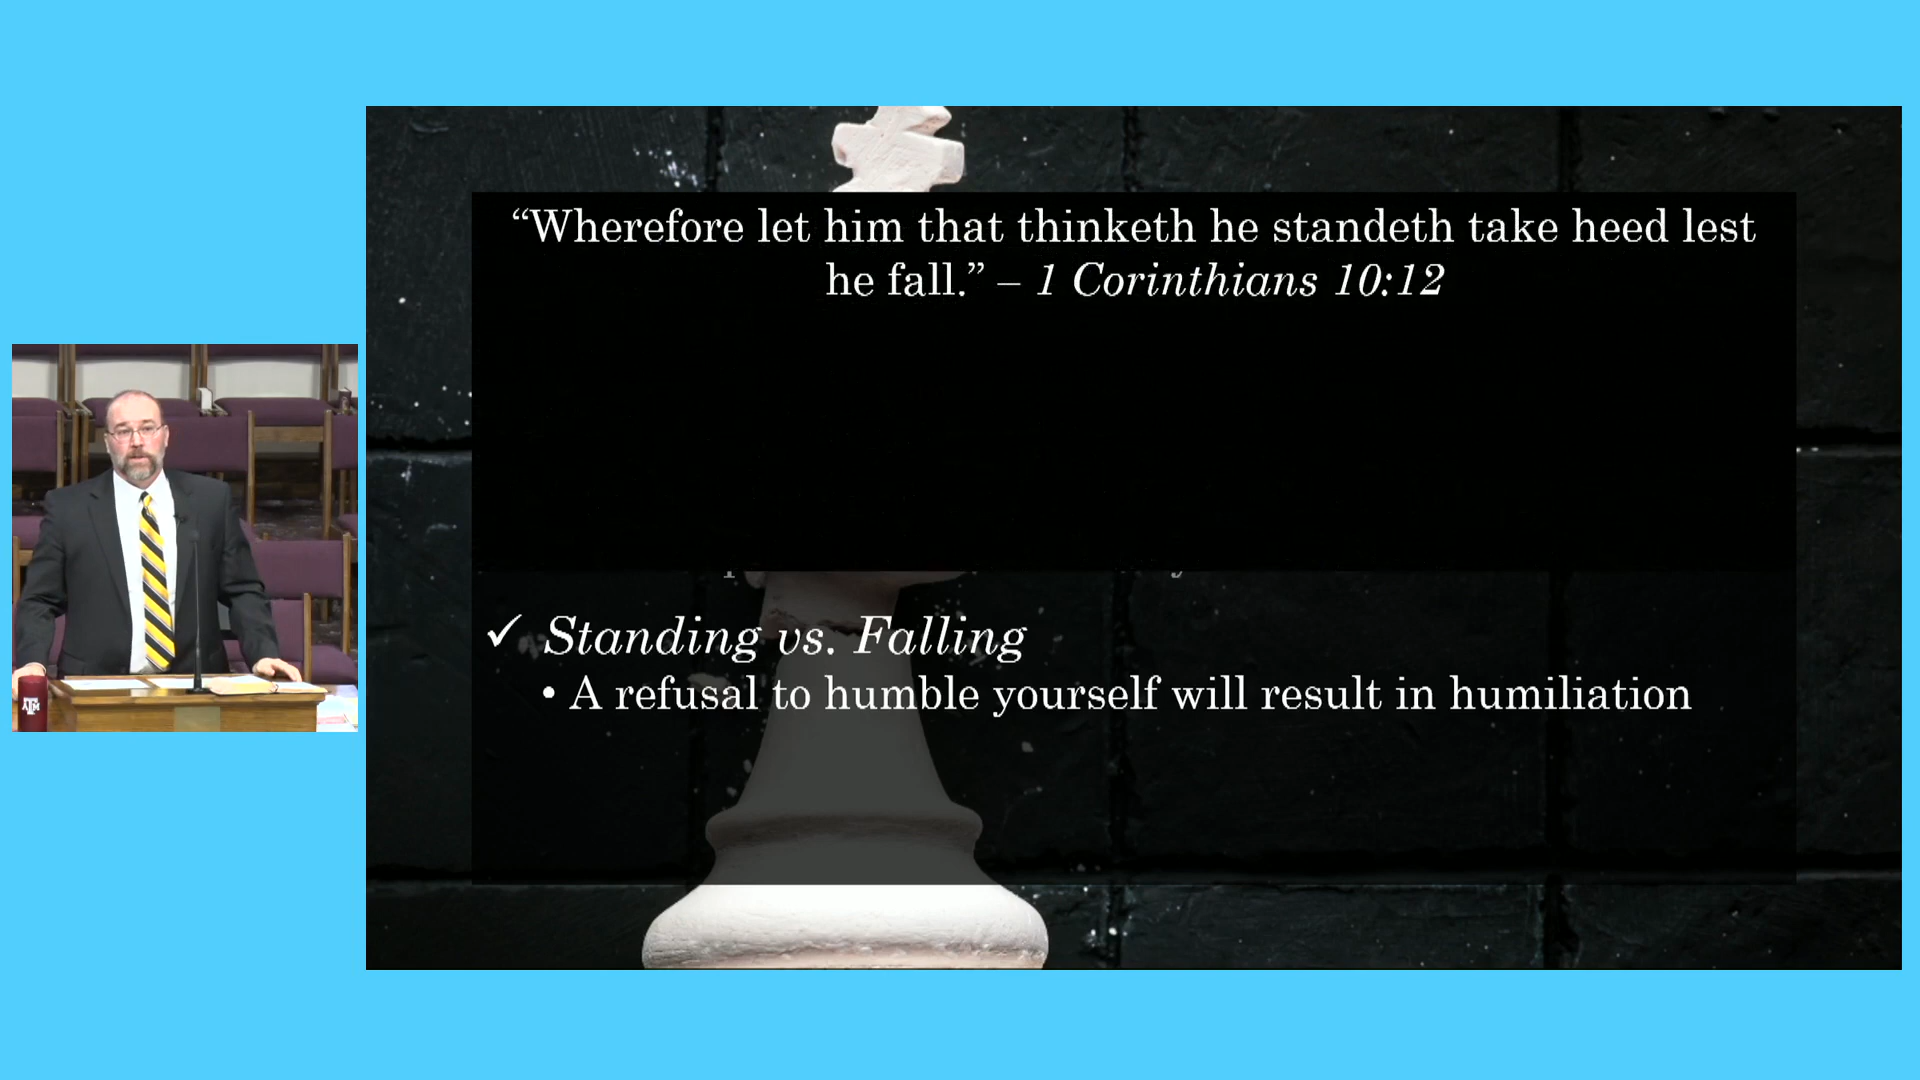 “Wherefore let him that thinketh he standeth take heed lest
he fall.” – 1 Corinthians 10:12
✓ Standing vs. Falling
• A refusal to humble yourself will result in humiliation
ATM